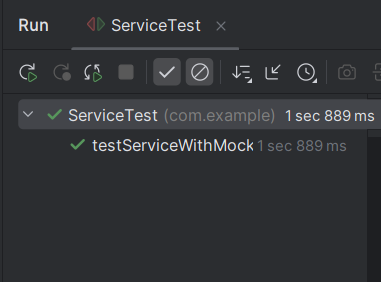 Run ServiceTest
ServiceTest (com.example) 1 sec 889 ms
testServiceWithMock 1 sec 889 ms